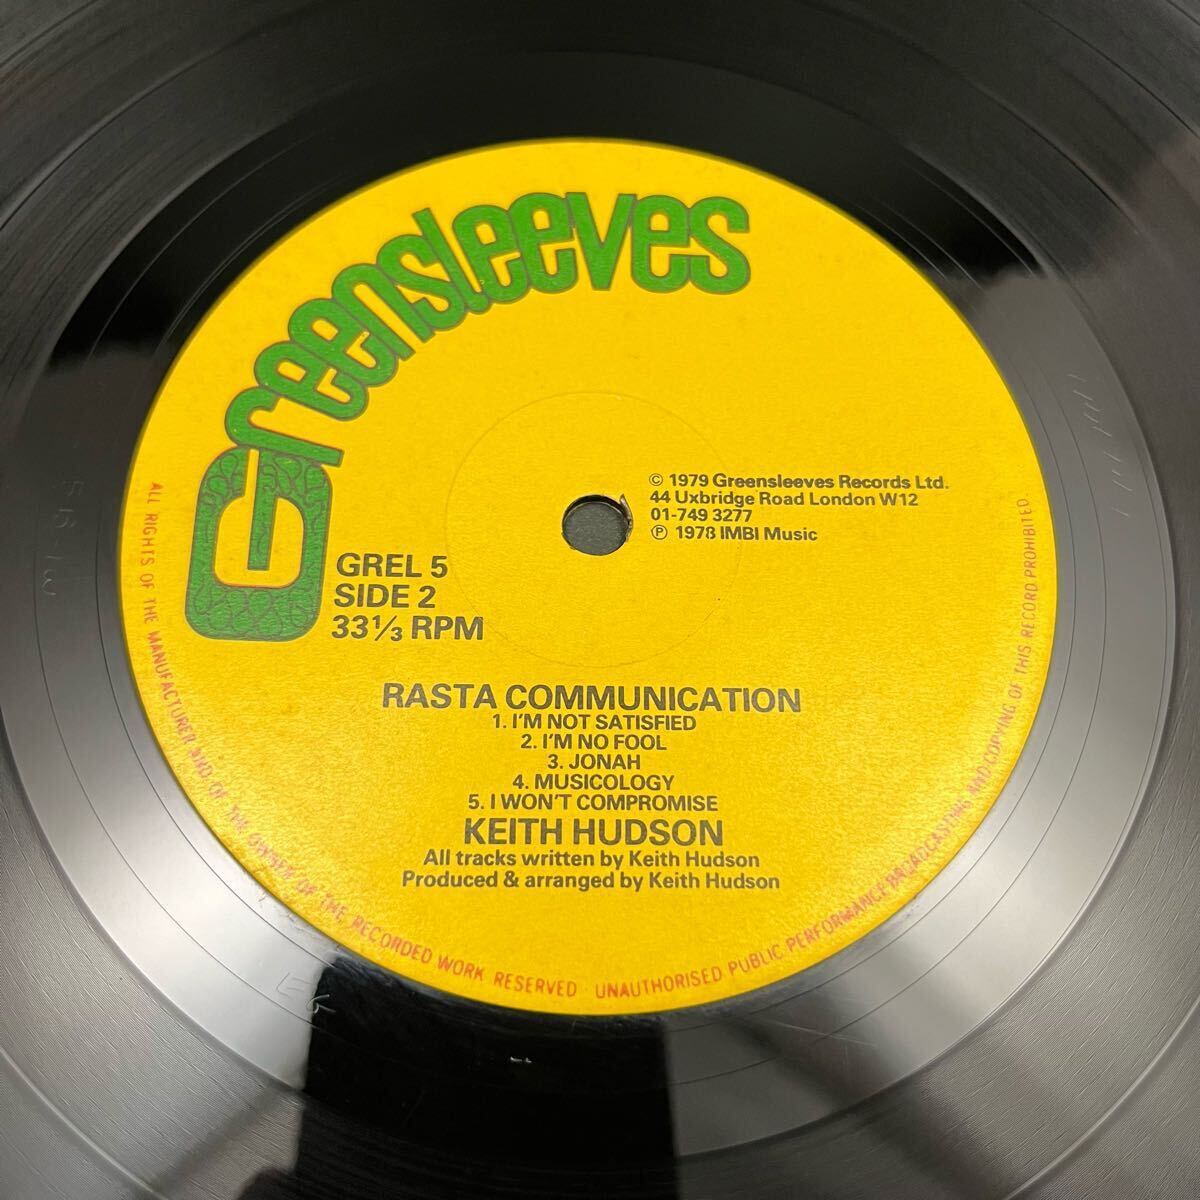 Greensleeves
© 1979 Greensleeves Records Ltd.
44 Uxbridge Road London W12
01-749 3277
℗ 1978 IMBI Music
GREL 5
SIDE 2
33⅓ RPM
RASTA COMMUNICATION
1. I'M NOT SATISFIED
2. I'M NO FOOL
3. JONAH
4. MUSICOLOGY
5. I WON'T COMPROMISE
KEITH HUDSON
All tracks written by Keith Hudson
Produced & arranged by Keith Hudson
ALL RIGHTS OF THE MANUFACTURER AND OF THE OWNER OF THE RECORDED WORK RESERVED · UNAUTHORISED PUBLIC PERFORMANCE BROADCASTING AND COPYING OF THIS RECORD PROHIBITED